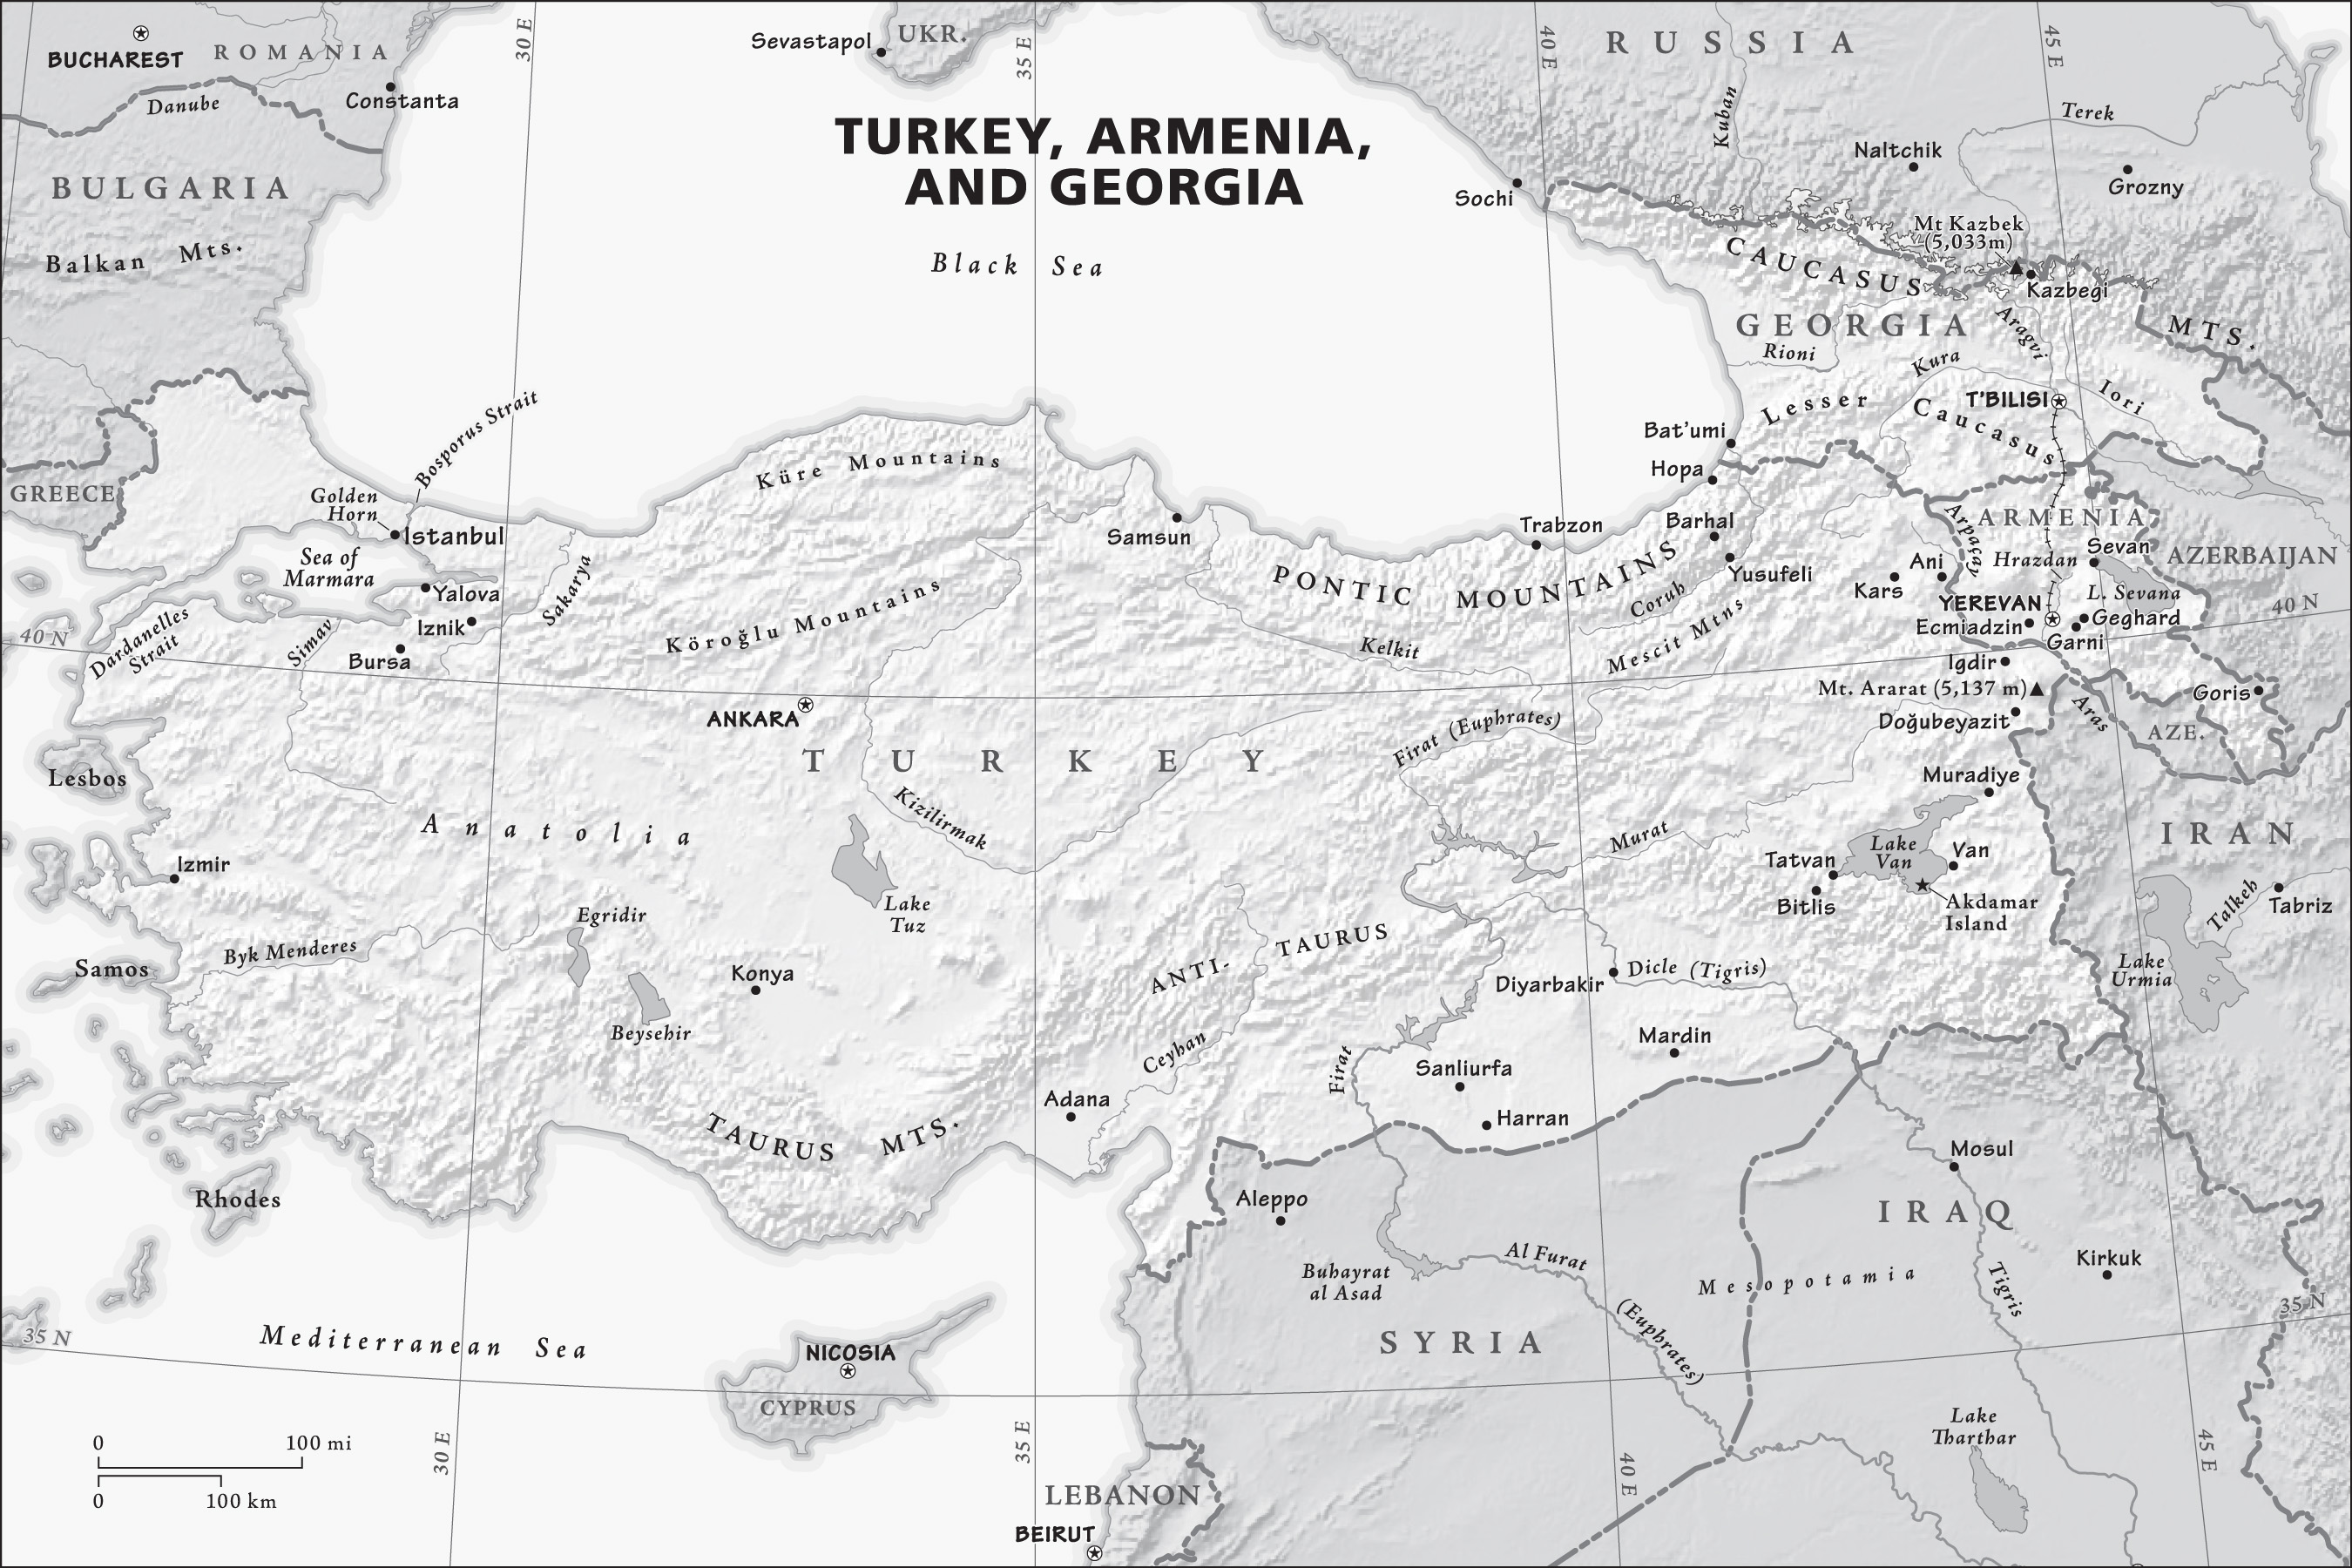 BUCHAREST
ROMANIA
Constanta
Danube
BULGARIA
Balkan Mts.
30 E
Sevastapol
UKR.
35 E
TURKEY, ARMENIA,
AND GEORGIA
Black Sea
40 E
RUSSIA
45 E
Kuban
Terek
Naltchik
Grozny
Sochi
Mt Kazbek
(5,033m)
Kazbegi
CAUCASUS MTS.
GEORGIA
Rioni
Aragvi
Kura
Iori
T'BILISI
Lesser Caucasus
Bat'umi
Hopa
Bosporus Strait
GREECE
Golden
Horn
Istanbul
Sea of
Marmara
Yalova
Iznik
Bursa
Sakarya
Simav
Dardanelles
Strait
40 N
Küre Mountains
Köroğlu Mountains
Samsun
Trabzon
Barhal
Yusufeli
PONTIC MOUNTAINS
Coruh
Mescit Mtns
Kelkit
Arpaçay
ARMENIA
Ani
Kars
Hrazdan
Sevan
L. Sevana
AZERBAIJAN
40 N
YEREVAN
Ecmiadzin
Geghard
Garni
Igdir
Mt. Ararat (5,137 m)
Doğubeyazit
Aras
Goris
AZE.
Lesbos
ANKARA
TURKEY
Firat (Euphrates)
Muradiye
Anatolia
Kizilirmak
Murat
IRAN
Izmir
Lake
Tuz
Tatvan
Lake
Van
Van
Bitlis
Akdamar
Island
Talkeh
Tabriz
Egridir
Byk Menderes
Samos
Konya
Beysehir
ANTI-TAURUS
Diyarbakir
Dicle (Tigris)
Lake
Urmia
Ceyhan
Firat
Sanliurfa
Mardin
Adana
Harran
TAURUS MTS.
Rhodes
Mosul
Aleppo
IRAQ
Kirkuk
Buhayrat
al Asad
Al Furat
(Euphrates)
Mesopotamia
Tigris
35 N
35 N
Mediterranean Sea
NICOSIA
CYPRUS
SYRIA
0 100 mi
0 100 km
30 E
35 E
40 E
45 E
Lake
Tharthar
LEBANON
BEIRUT